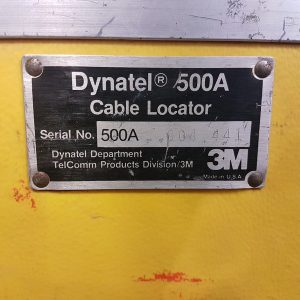 Dynatel® 500A
Cable Locator
Serial No. 500A
Dynatel Department
TelComm Products Division/3M
3M
Made in U.S.A.